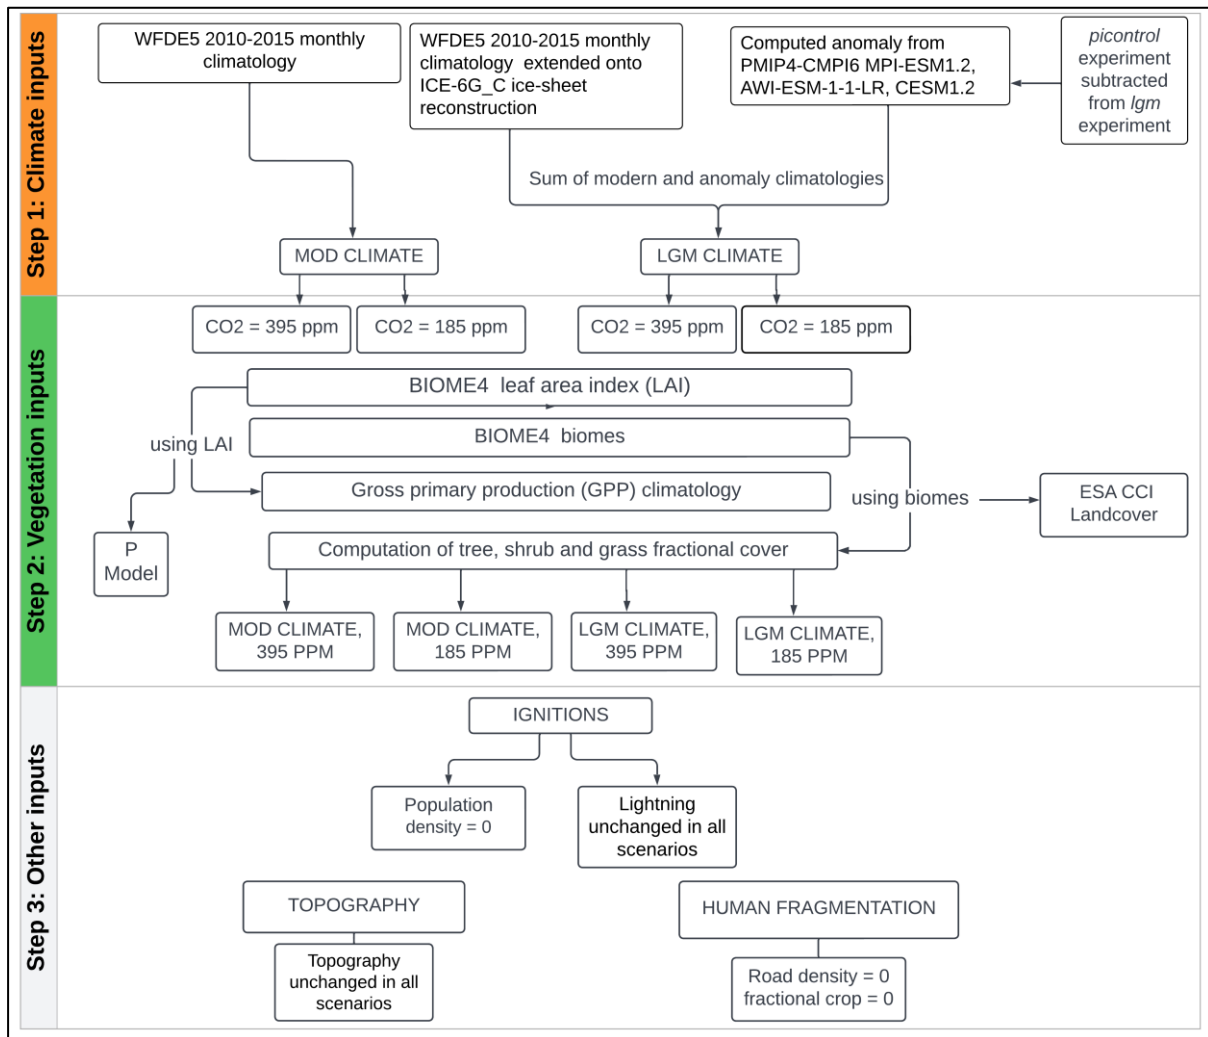 Step 1: Climate inputs
WFDE5 2010-2015 monthly
climatology
WFDE5 2010-2015 monthly
climatology extended onto
ICE-6G_C ice-sheet
reconstruction
Computed anomaly from
PMIP4-CMPI6 MPI-ESM1.2,
AWI-ESM-1-1-LR, CESM1.2
picontrol
experiment
subtracted
from lgm
experiment
Sum of modern and anomaly climatologies
MOD CLIMATE
LGM CLIMATE
Step 2: Vegetation inputs
CO2 = 395 ppm
CO2 = 185 ppm
CO2 = 395 ppm
CO2 = 185 ppm
BIOME4 leaf area index (LAI)
using LAI
BIOME4 biomes
Gross primary production (GPP) climatology
using biomes
ESA CCI
Landcover
P
Model
Computation of tree, shrub and grass fractional cover
MOD CLIMATE,
395 PPM
MOD CLIMATE,
185 PPM
LGM CLIMATE,
395 PPM
LGM CLIMATE,
185 PPM
Step 3: Other inputs
IGNITIONS
Population
density = 0
Lightning
unchanged in all
scenarios
TOPOGRAPHY
Topography
unchanged in all
scenarios
HUMAN FRAGMENTATION
Road density = 0
fractional crop = 0